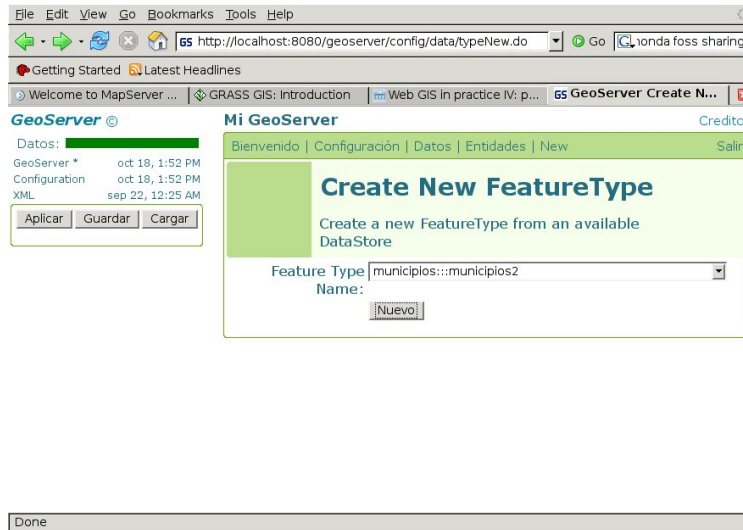 File Edit View Go Bookmarks Tools Help
GS http://localhost:8080/geoserver/config/data/typeNew.do Go G honda foss sharing
Getting Started Latest Headlines
Welcome to MapServer ... GRASS GIS: Introduction Web GIS in practice IV: p... GS GeoServer Create N...
GeoServer © Mi GeoServer Credito
Datos: Bienvenido | Configuración | Datos | Entidades | New Salir
GeoServer * oct 18, 1:52 PM
Configuration oct 18, 1:52 PM
XML sep 22, 12:25 AM
Aplicar Guardar Cargar
Create New FeatureType
Create a new FeatureType from an available
DataStore
Feature Type municipios:::municipios2
Name:
Nuevo
Done